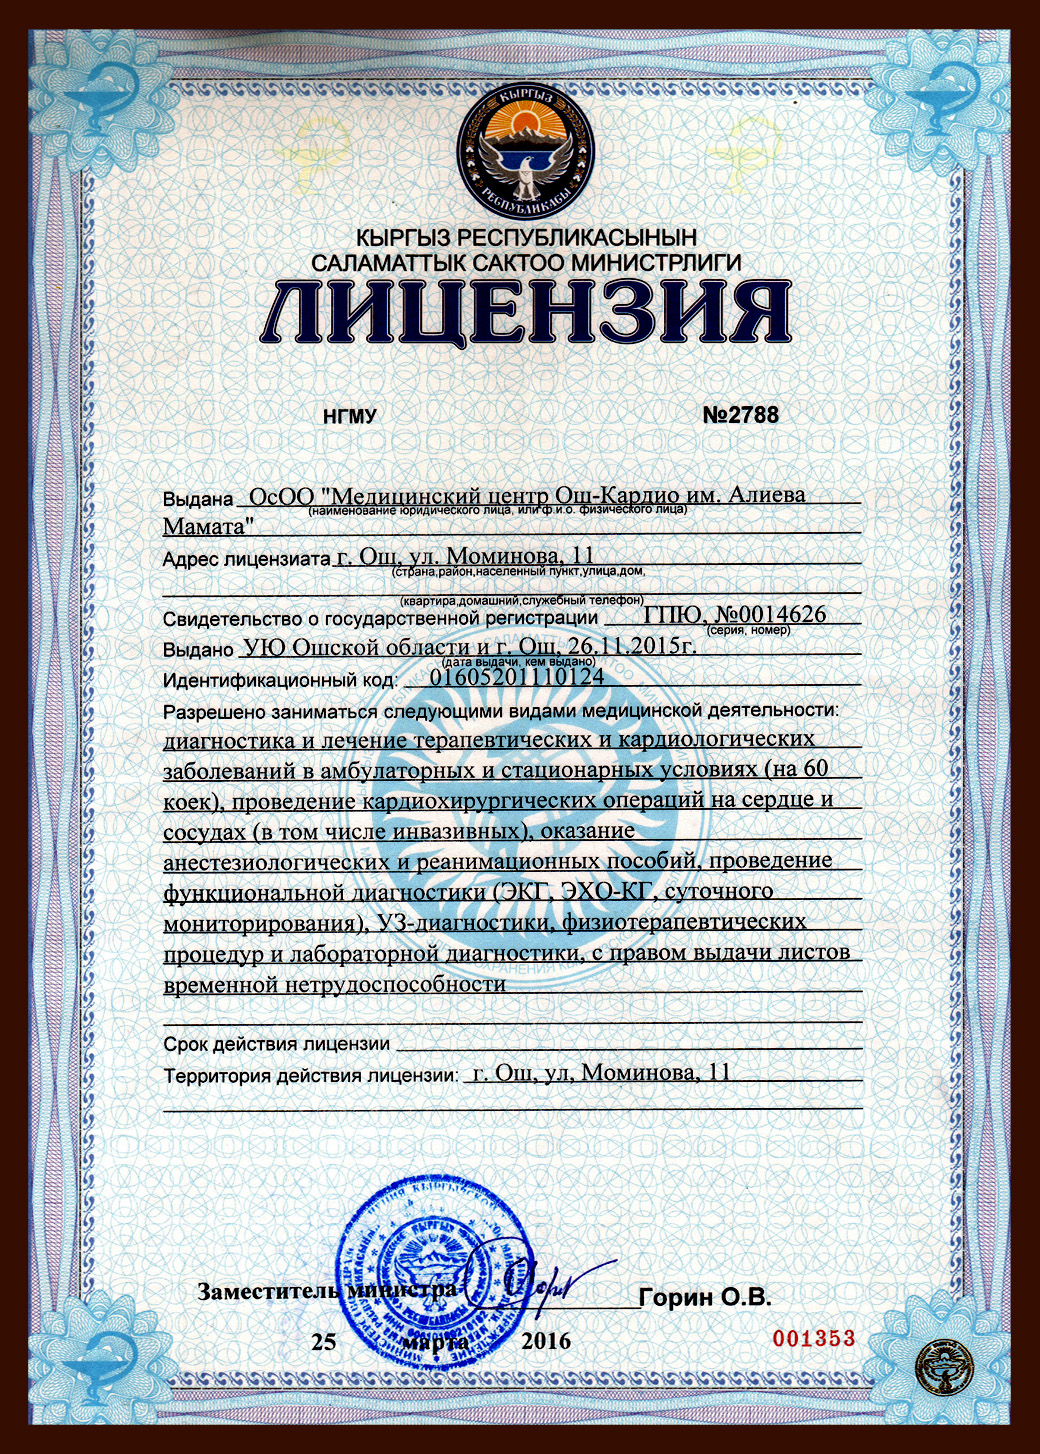 КЫРГЫЗ
РЕСПУБЛИКАСЫ
КЫРГЫЗ РЕСПУБЛИКАСЫНЫН
САЛАМАТТЫК САКТОО МИНИСТРЛИГИ
ЛИЦЕНЗИЯ
НГМУ №2788
Выдана ОсОО "Медицинский центр Ош-Кардио им. Алиева
(наименование юридического лица, или ф.и.о. физического лица)
Мамата"
Адрес лицензиата г. Ош, ул. Моминова, 11
(страна,район,населенный пункт,улица,дом,
(квартира,домашний,служебный телефон)
Свидетельство о государственной регистрации ГПЮ, №0014626
(серия, номер)
Выдано УЮ Ошской области и г. Ош, 26.11.2015г.
(дата выдачи, кем выдано)
Идентификационный код: 01605201110124
Разрешено заниматься следующими видами медицинской деятельности:
диагностика и лечение терапевтических и кардиологических
заболеваний в амбулаторных и стационарных условиях (на 60
коек), проведение кардиохирургических операций на сердце и
сосудах (в том числе инвазивных), оказание
анестезиологических и реанимационных пособий, проведение
функциональной диагностики (ЭКГ, ЭХО-КГ, суточного
мониторирования), УЗ-диагностики, физиотерапевтических
процедур и лабораторной диагностики, с правом выдачи листов
временной нетрудоспособности
Срок действия лицензии
Территория действия лицензии: г. Ош, ул, Моминова, 11
Заместитель министра Горин О.В.
25 марта 2016
001353